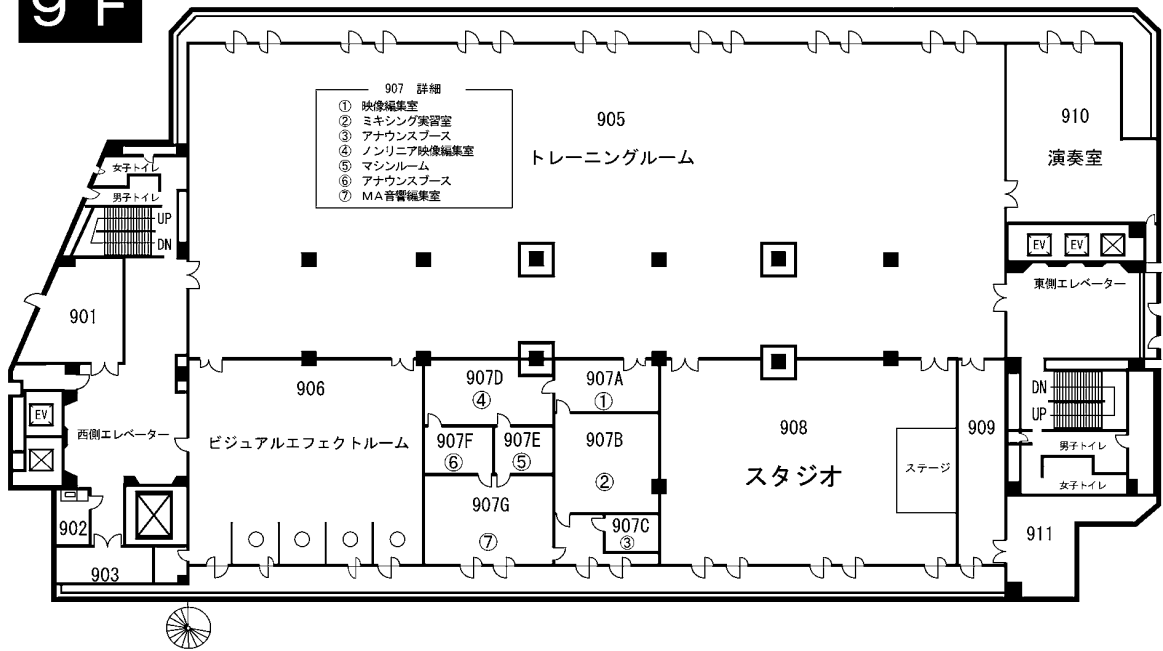 9F
907 詳細
① 映像編集室
② ミキシング実習室
③ アナウンスブース
④ ノンリニア映像編集室
⑤ マシンルーム
⑥ アナウンスブース
⑦ MA音響編集室
905
トレーニングルーム
910
演奏室
女子トイレ
男子トイレ
UP
DN
EV
EV
東側エレベーター
901
906
ビジュアルエフェクトルーム
907D
④
907A
①
907F
⑥
907E
⑤
907B
②
907G
⑦
907C
③
908
スタジオ
ステージ
909
DN
UP
男子トイレ
女子トイレ
EV
西側エレベーター
902
903
911